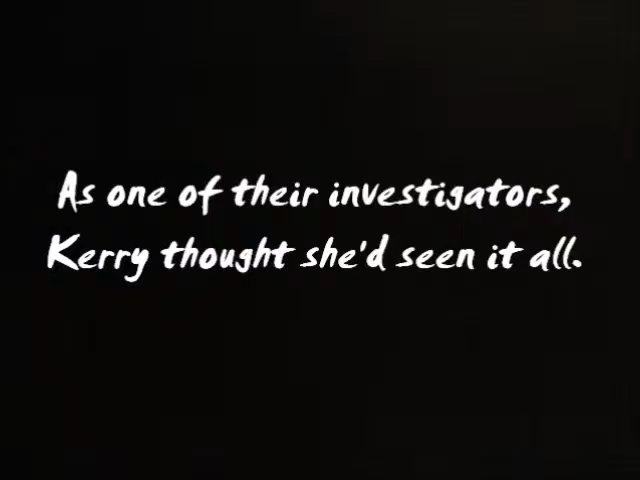 As one of their investigators,
Kerry thought she'd seen it all.